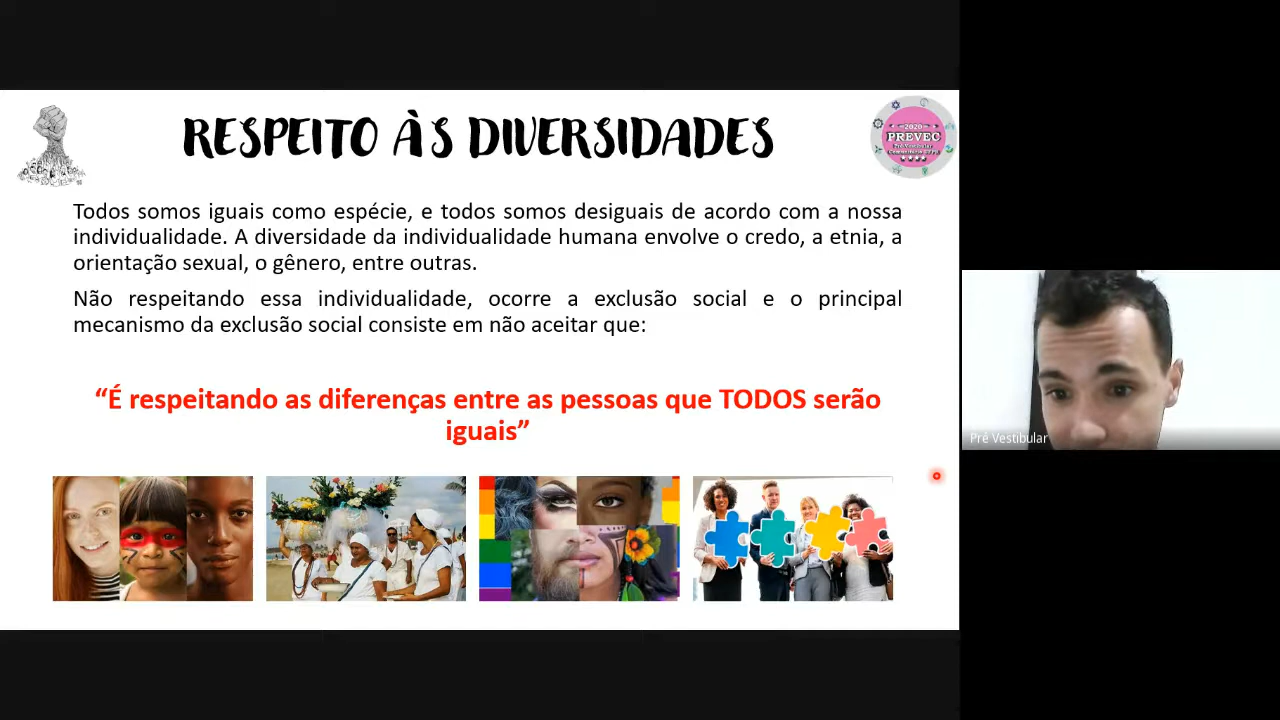 RESPEITO ÀS DIVERSIDADES
2020
PREVEC
Todos somos iguais como espécie, e todos somos desiguais de acordo com a nossa
individualidade. A diversidade da individualidade humana envolve o credo, a etnia, a
orientação sexual, o gênero, entre outras.
Não respeitando essa individualidade, ocorre a exclusão social e o principal
mecanismo da exclusão social consiste em não aceitar que:
“É respeitando as diferenças entre as pessoas que TODOS serão
iguais”
Pré Vestibular